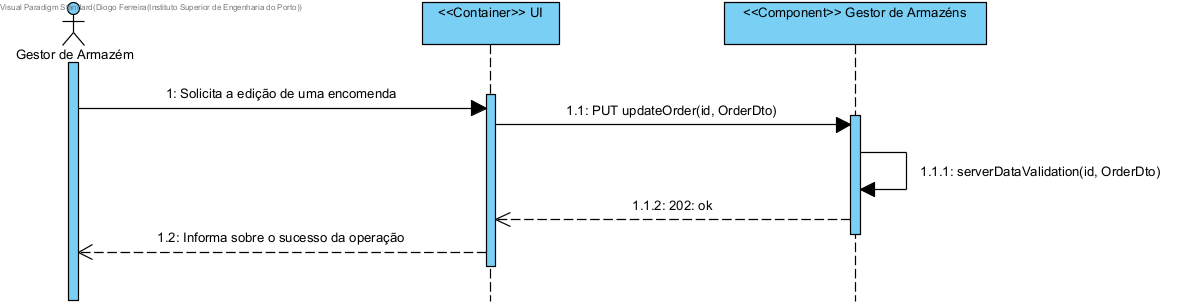 Visual Paradigm Standard(Diogo Ferreira(Instituto Superior de Engenharia do Porto))
<<Container>> UI
<<Component>> Gestor de Armazéns
Gestor de Armazém
1: Solicita a edição de uma encomenda
1.1: PUT updateOrder(id, OrderDto)
1.1.1: serverDataValidation(id, OrderDto)
1.1.2: 202: ok
1.2: Informa sobre o sucesso da operação